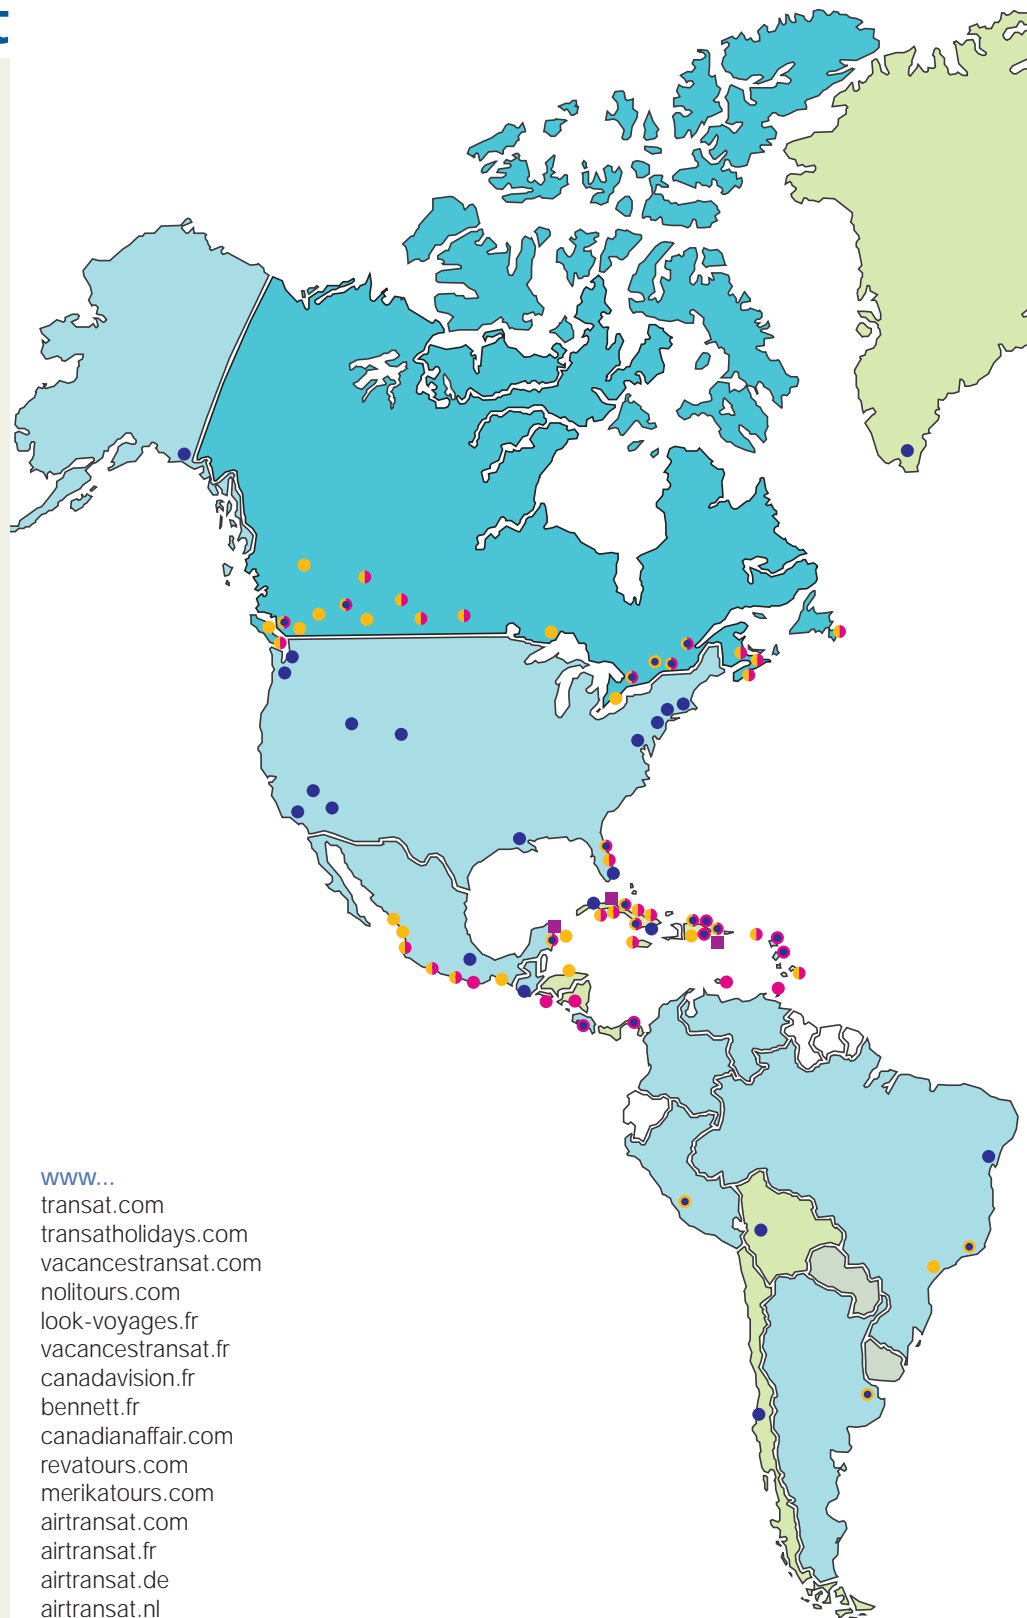 www...
transat.com
transatholidays.com
vacancestransat.com
nolitours.com
look-voyages.fr
vacancestransat.fr
canadavision.fr
bennett.fr
canadianaffair.com
revatours.com
merikatours.com
airtransat.com
airtransat.fr
airtransat.de
airtransat.nl